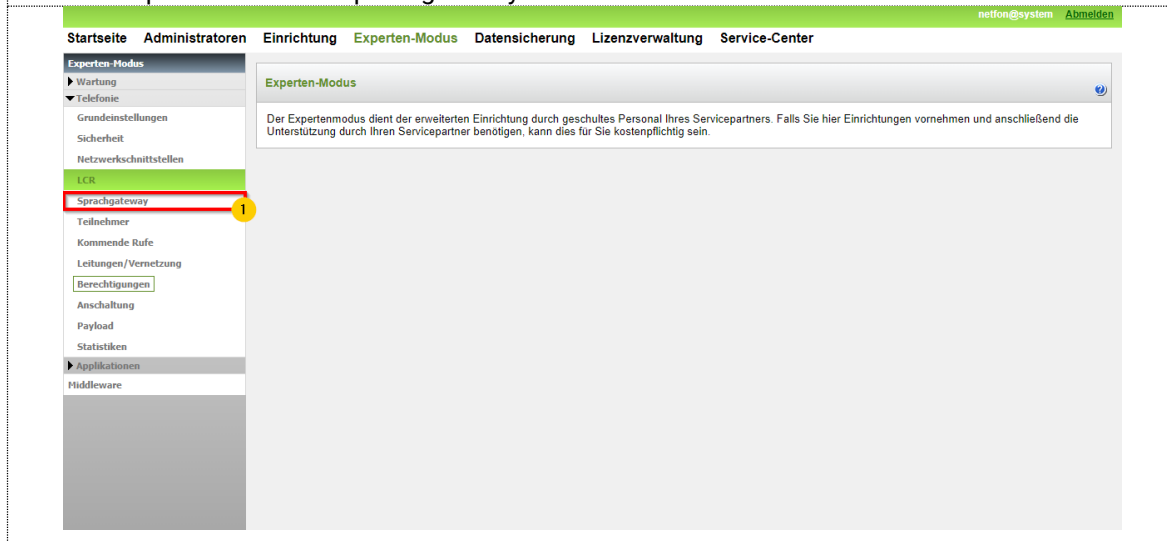 netfon@system Abmelden
Startseite Administratoren Einrichtung Experten-Modus Datensicherung Lizenzverwaltung Service-Center
Experten-Modus
Wartung
Telefonie
Grundeinstellungen
Sicherheit
Netzwerkschnittstellen
LCR
Sprachgateway
1
Teilnehmer
Kommende Rufe
Leitungen/Vernetzung
Berechtigungen
Anschaltung
Payload
Statistiken
Applikationen
Middleware
Experten-Modus
?
Der Expertenmodus dient der erweiterten Einrichtung durch geschultes Personal Ihres Servicepartners. Falls Sie hier Einrichtungen vornehmen und anschließend die
Unterstützung durch Ihren Servicepartner benötigen, kann dies für Sie kostenpflichtig sein.